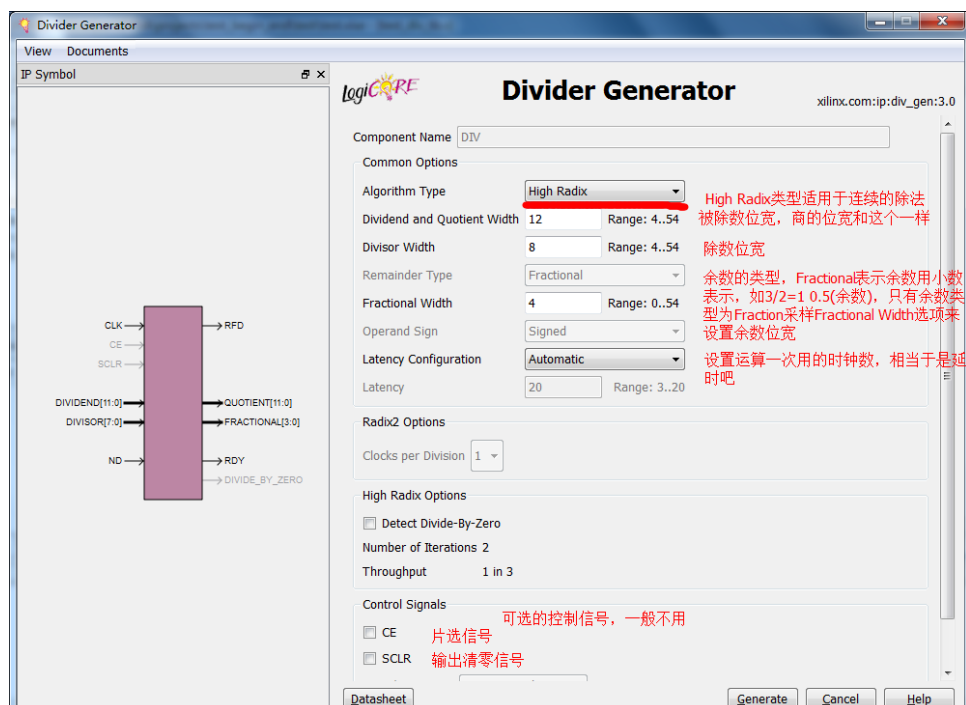 Divider Generator
View Documents
IP Symbol
LogiCORE
Divider Generator
xilinx.com:ip:div_gen:3.0
Component Name DIV
Common Options
Algorithm Type High Radix
High Radix类型适用于连续的除法
Dividend and Quotient Width 12 Range: 4..54
被除数位宽，商的位宽和这个一样
Divisor Width 8 Range: 4..54
除数位宽
Remainder Type Fractional
余数的类型，Fractional表示余数用小数
表示，如3/2=1 0.5(余数)，只有余数类
Fractional Width 4 Range: 0..54
型为Fraction采样Fractional Width选项来
设置余数位宽
Operand Sign Signed
Latency Configuration Automatic
设置运算一次用的时钟数，相当于是延
时吧
Latency 20 Range: 3..20
Radix2 Options
Clocks per Division 1
High Radix Options
Detect Divide-By-Zero
Number of Iterations 2
Throughput 1 in 3
Control Signals
可选的控制信号，一般不用
CE
片选信号
SCLR
输出清零信号
Datasheet
Generate Cancel Help
CLK RFD
CE
SCLR
DIVIDEND[11:0] QUOTIENT[11:0]
DIVISOR[7:0] FRACTIONAL[3:0]
ND RDY
DIVIDE_BY_ZERO